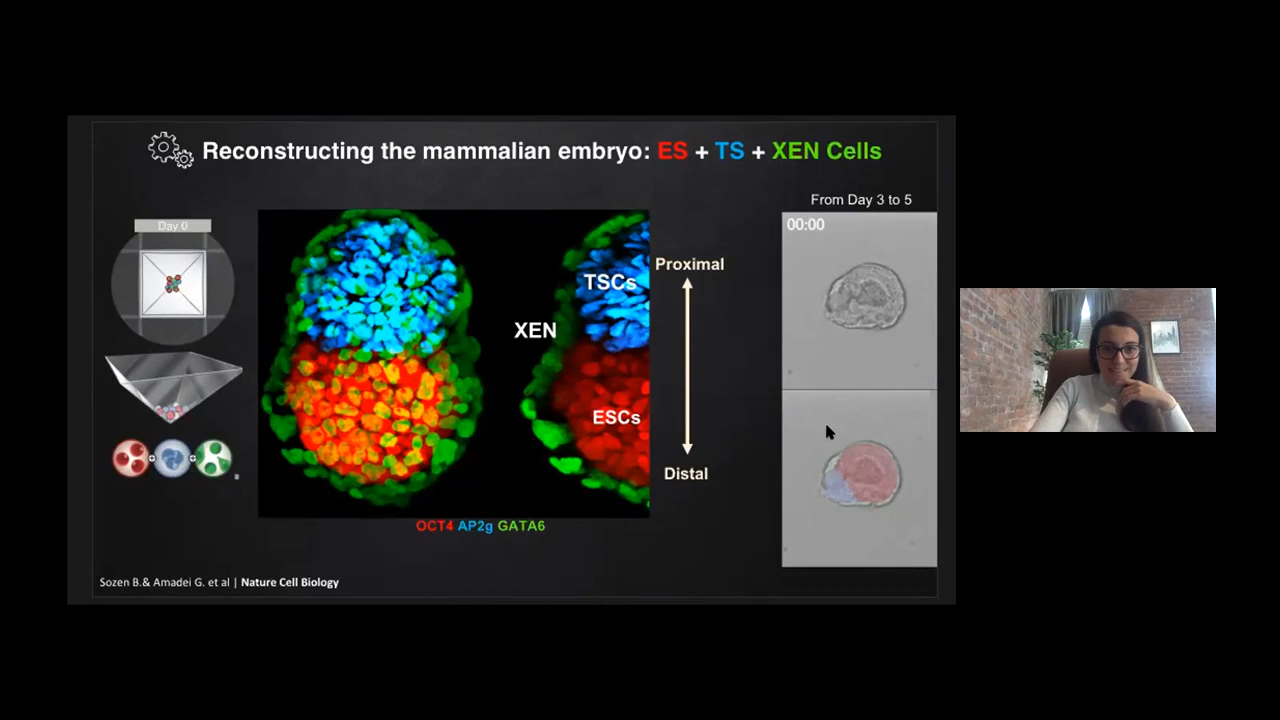 Reconstructing the mammalian embryo: ES + TS + XEN Cells
Day 0
From Day 3 to 5
00:00
TSCs
Proximal
XEN
ESCs
Distal
OCT4 AP2g GATA6
Sozen B.& Amadei G. et al | Nature Cell Biology